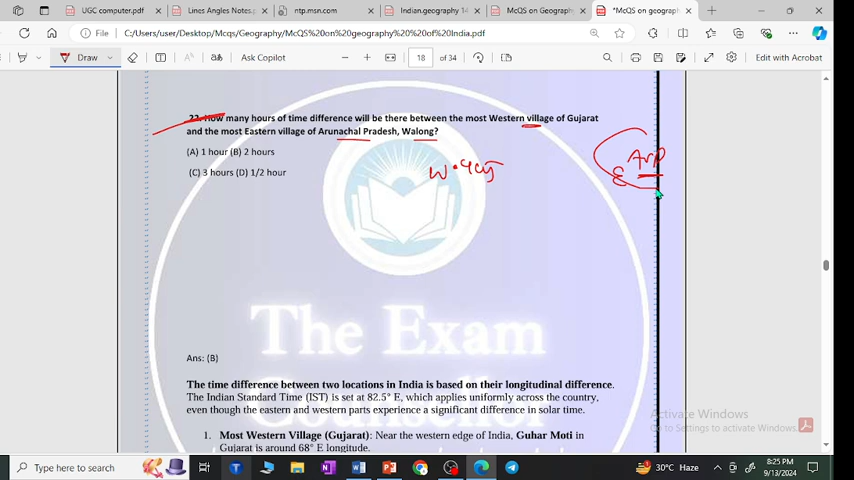 UGC computer.pdf
Lines Angles Notes.p
ntp.msn.com
Indian.geography 14
McQS on Geography
*McQS on geograph
File
C:/Users/user/Desktop/Mcqs/Geography/McQS%20on%20geography%20%20of%20India.pdf
Draw
Ask Copilot
18 of 34
Edit with Acrobat
22. How many hours of time difference will be there between the most Western village of Gujarat
and the most Eastern village of Arunachal Pradesh, Walong?
(A) 1 hour (B) 2 hours
(C) 3 hours (D) 1/2 hour
W
Arp
E
The Exam
Counsellor
Ans: (B)
The time difference between two locations in India is based on their longitudinal difference.
The Indian Standard Time (IST) is set at 82.5° E, which applies uniformly across the country,
even though the eastern and western parts experience a significant difference in solar time.
1. Most Western Village (Gujarat): Near the western edge of India, Guhar Moti in
Gujarat is around 68° E longitude.
Activate Windows
Go to Settings to activate Windows.
Type here to search
30°C Haze
8:25 PM
9/13/2024